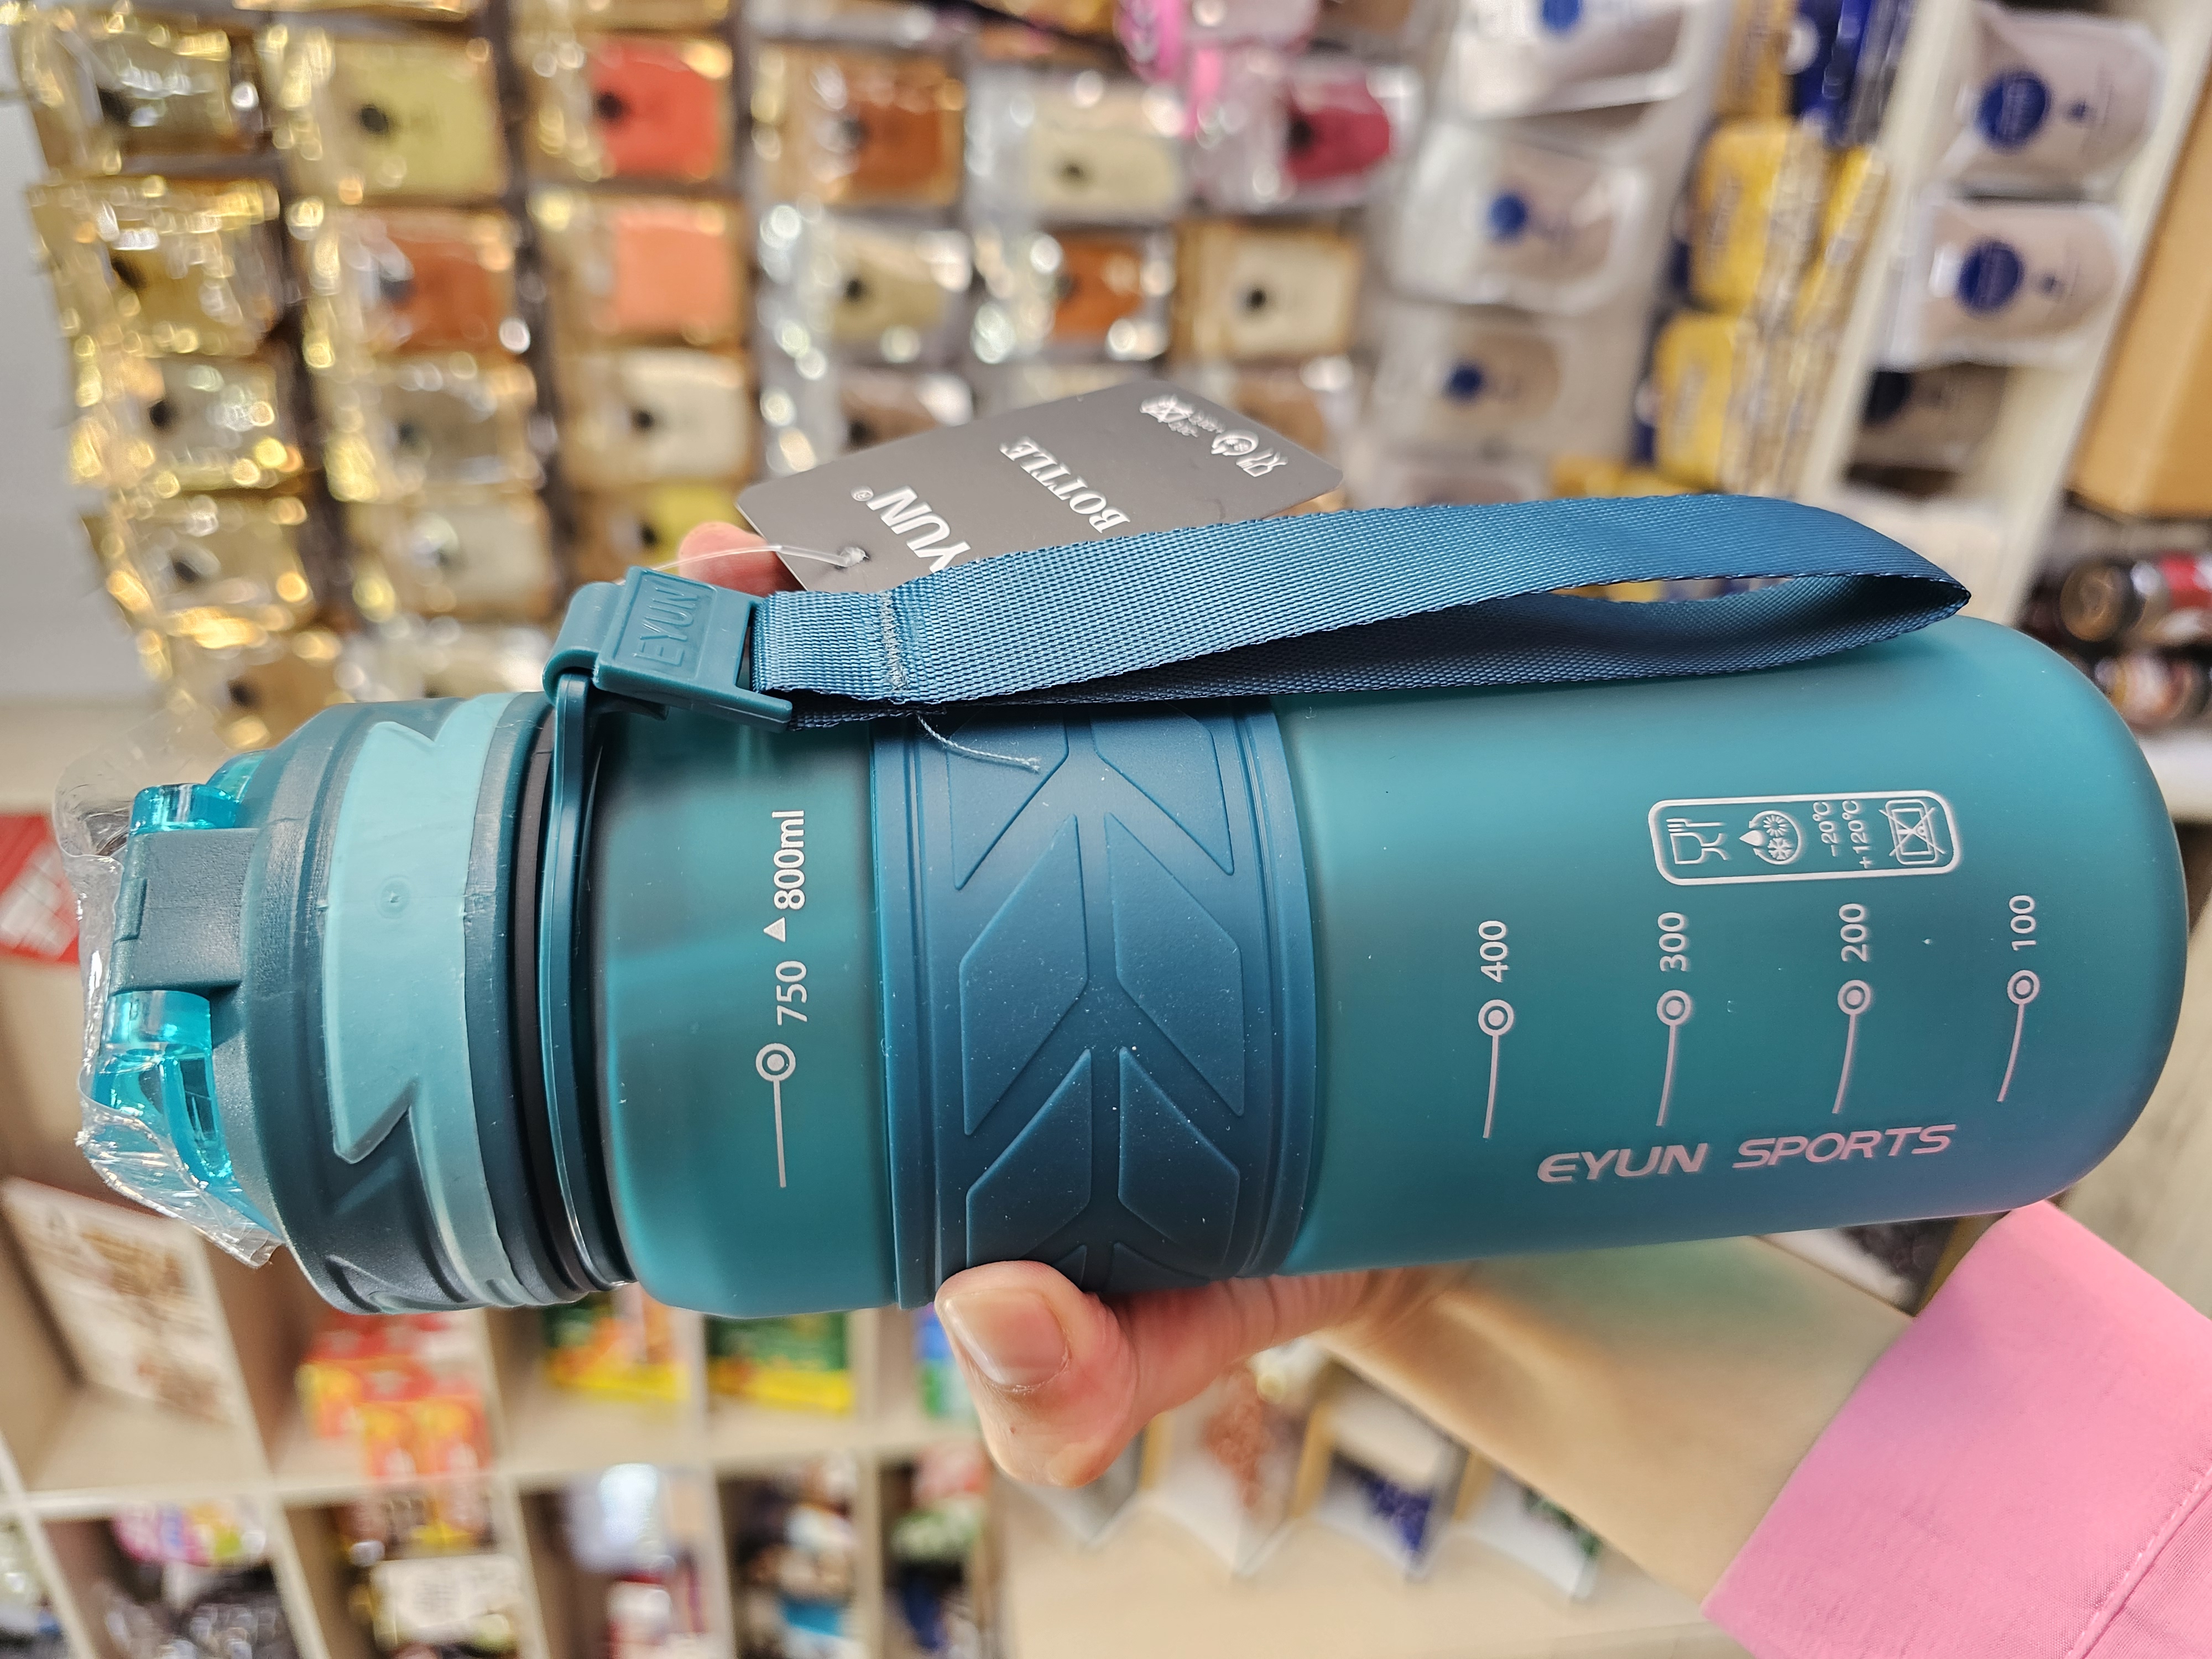 YUN®
BOTTLE
EYUN
750 ▲800ml
400
300
200
100
-20℃
+120℃
EYUN SPORTS